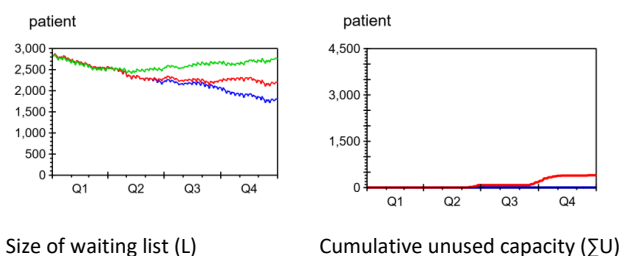 patient
3,000
2,500
2,000
1,500
1,000
500
0
Q1 Q2 Q3 Q4
Size of waiting list (L)
patient
4,500
3,000
1,500
0
Q1 Q2 Q3 Q4
Cumulative unused capacity (∑U)